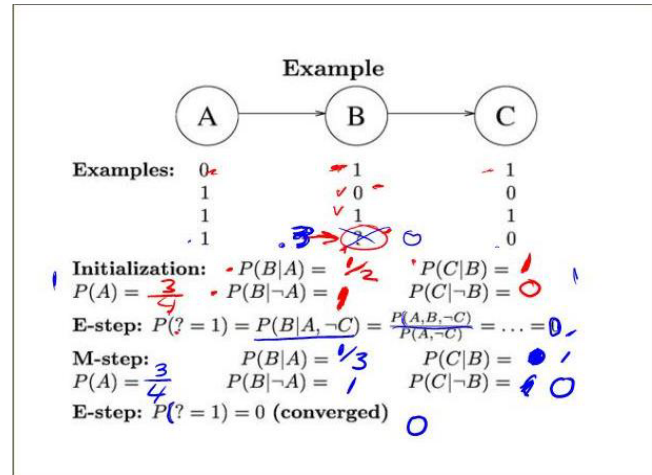 Example
A B C
Examples: 0 1 1
1 0 0
1 1 1
1 ? 0 0
Initialization: P(B|A) = 1/2 P(C|B) = 1
P(A) = 3/4 P(B|¬A) = 1 P(C|¬B) = 0
E-step: P(? = 1) = P(B|A, ¬C) = P(A,B,¬C)/P(A,¬C) = ... = 0
M-step: P(B|A) = 1/3 P(C|B) = 1
P(A) = 3/4 P(B|¬A) = 1 P(C|¬B) = 0
E-step: P(? = 1) = 0 (converged) 0